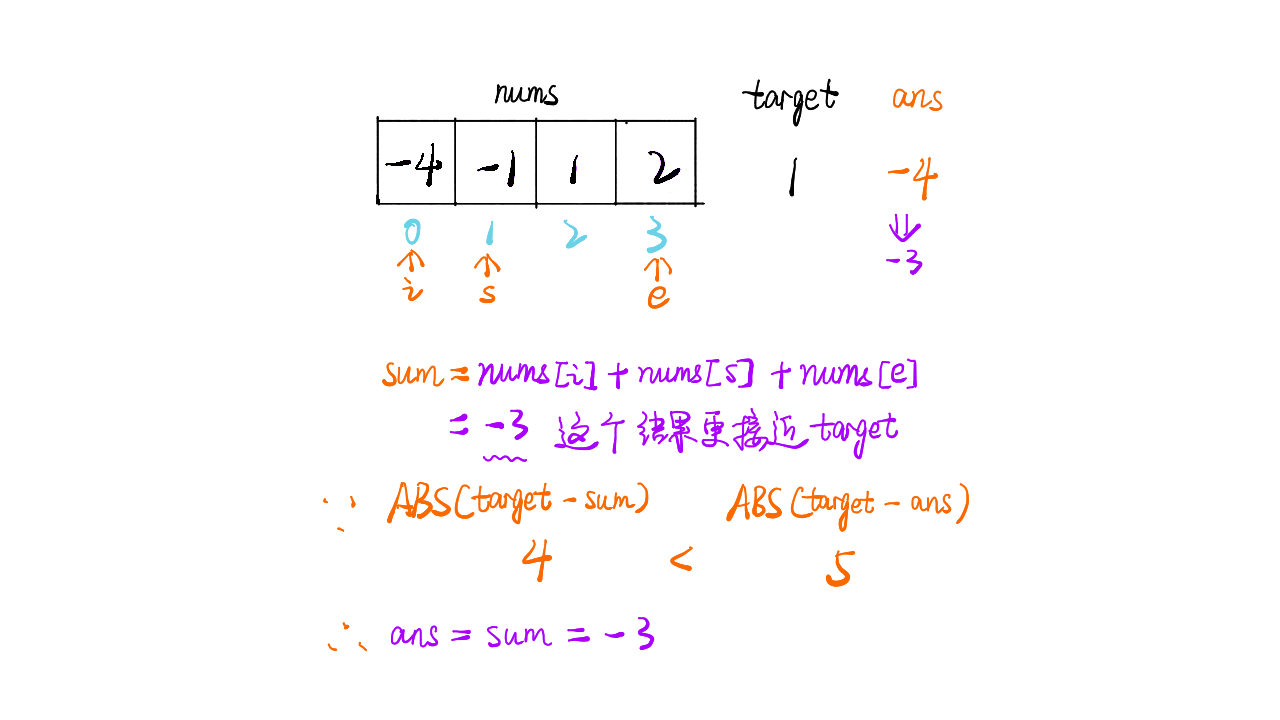 nums target ans
-4 -1 1 2 1 -4
0 1 2 3
-3
i s e
sum = nums[i] + nums[s] + nums[e]
= -3 这个结果更接近 target
∵ ABS(target - sum) ABS(target - ans)
4 < 5
∴ ans = sum = -3